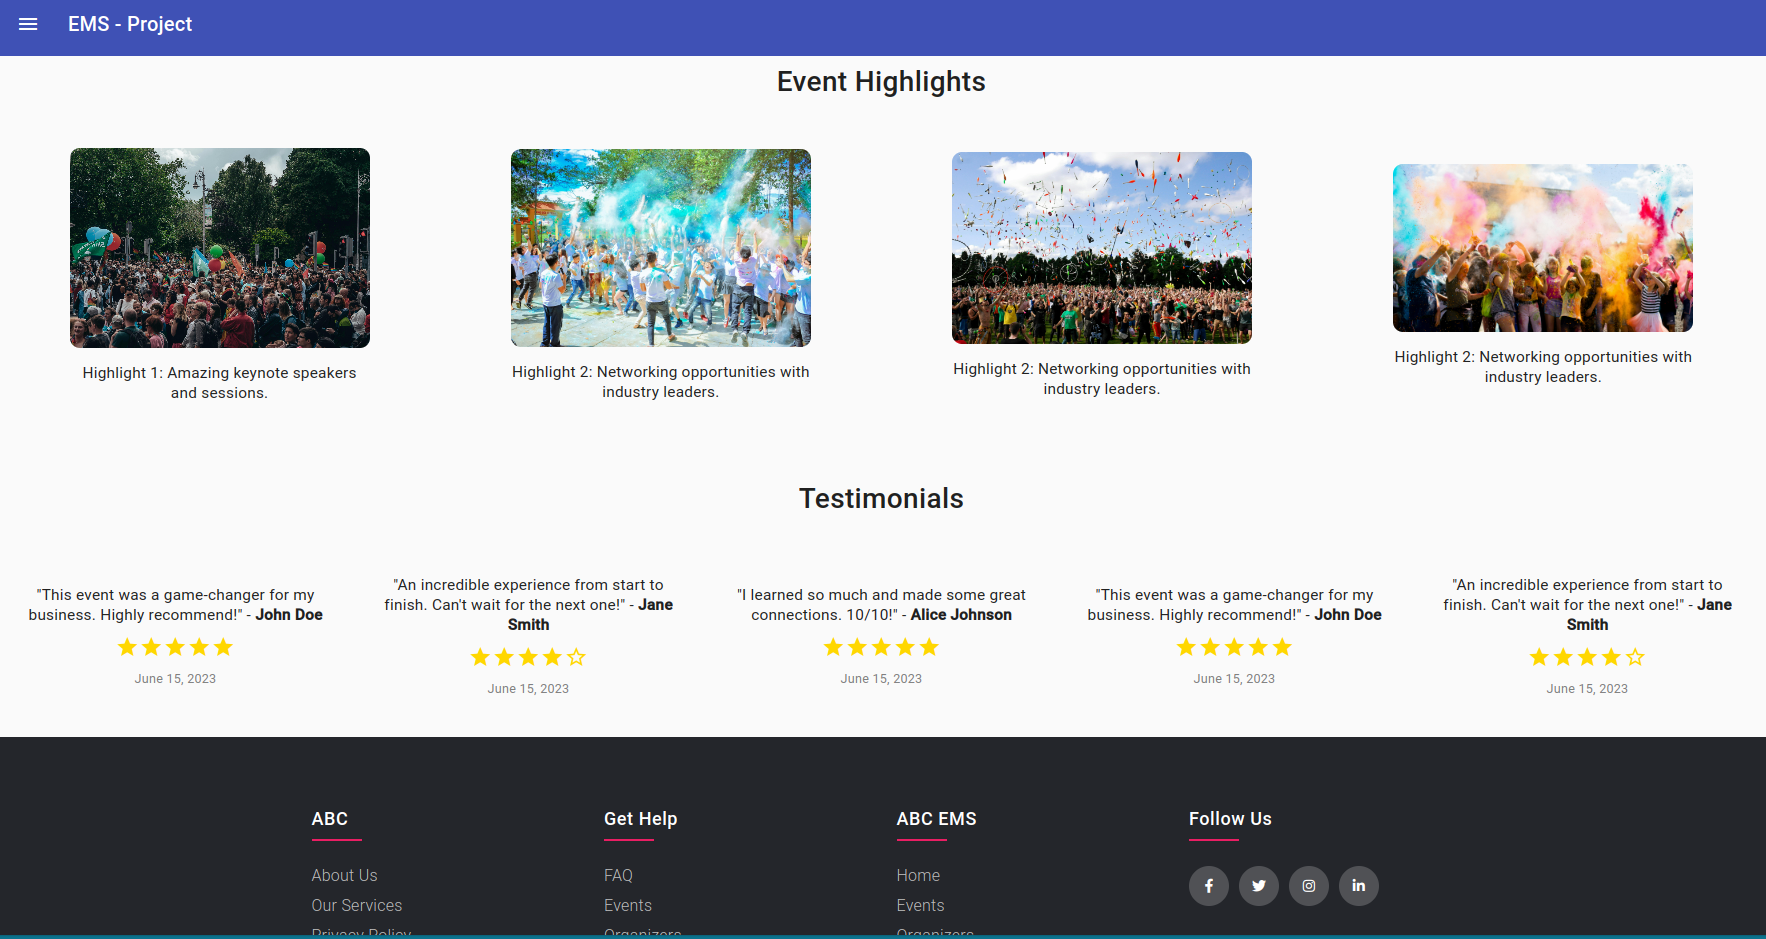 EMS - Project
Event Highlights
Highlight 1: Amazing keynote speakers
and sessions.
Highlight 2: Networking opportunities with
industry leaders.
Highlight 2: Networking opportunities with
industry leaders.
Highlight 2: Networking opportunities with
industry leaders.
Testimonials
"This event was a game-changer for my
business. Highly recommend!" - John Doe
June 15, 2023
"An incredible experience from start to
finish. Can't wait for the next one!" - Jane
Smith
June 15, 2023
"I learned so much and made some great
connections. 10/10!" - Alice Johnson
June 15, 2023
"This event was a game-changer for my
business. Highly recommend!" - John Doe
June 15, 2023
"An incredible experience from start to
finish. Can't wait for the next one!" - Jane
Smith
June 15, 2023
ABC
About Us
Our Services
Privacy Policy
Get Help
FAQ
Events
Organizers
ABC EMS
Home
Events
Organizers
Follow Us